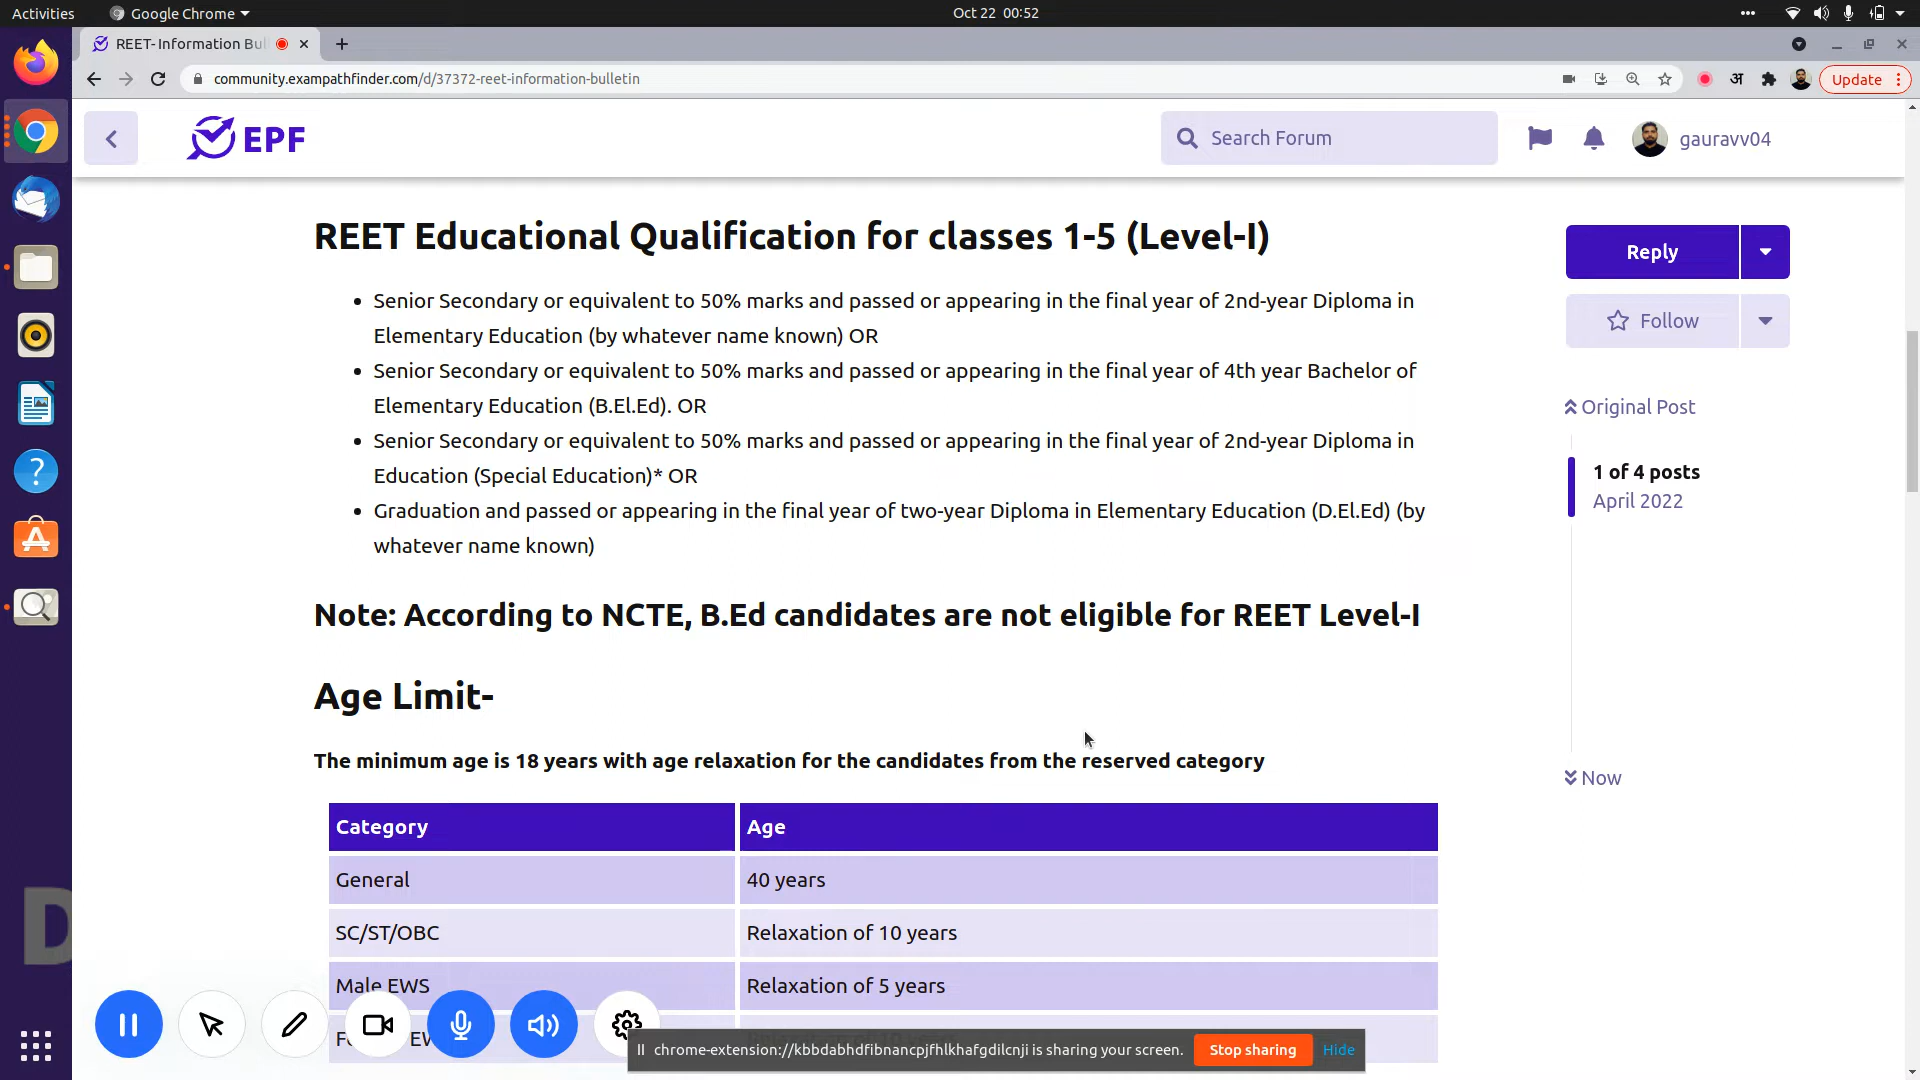 Activities
Google Chrome
Oct 22 00:52
REET- Information Bul
community.exampathfinder.com/d/37372-reet-information-bulletin
अ
Update
EPF
Search Forum
gauravv04
REET Educational Qualification for classes 1-5 (Level-I)
Senior Secondary or equivalent to 50% marks and passed or appearing in the final year of 2nd-year Diploma in
Elementary Education (by whatever name known) OR
Senior Secondary or equivalent to 50% marks and passed or appearing in the final year of 4th year Bachelor of
Elementary Education (B.El.Ed). OR
Senior Secondary or equivalent to 50% marks and passed or appearing in the final year of 2nd-year Diploma in
Education (Special Education)* OR
Graduation and passed or appearing in the final year of two-year Diploma in Elementary Education (D.El.Ed) (by
whatever name known)
Note: According to NCTE, B.Ed candidates are not eligible for REET Level-I
Age Limit-
The minimum age is 18 years with age relaxation for the candidates from the reserved category
Category Age
General 40 years
SC/ST/OBC Relaxation of 10 years
Male EWS Relaxation of 5 years
Reply
Follow
Original Post
1 of 4 posts
April 2022
Now
D
chrome-extension://kbbdabhdfibnancpjfhlkhafgdilcnji is sharing your screen.
Stop sharing
Hide